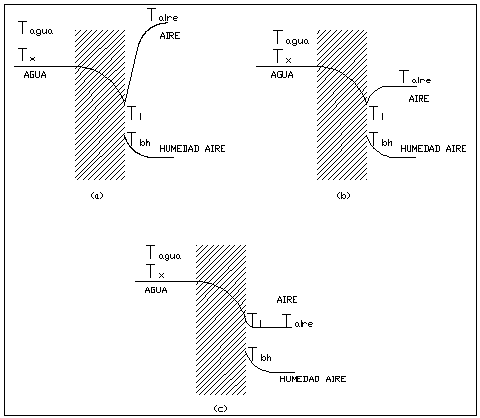 T agua
T x
AGUA
T aire
AIRE
T i
T bh
HUMEDAD AIRE
(a)
T agua
T x
AGUA
T aire
AIRE
T i
T bh
HUMEDAD AIRE
(b)
T agua
T x
AGUA
AIRE
T i T aire
T bh
HUMEDAD AIRE
(c)